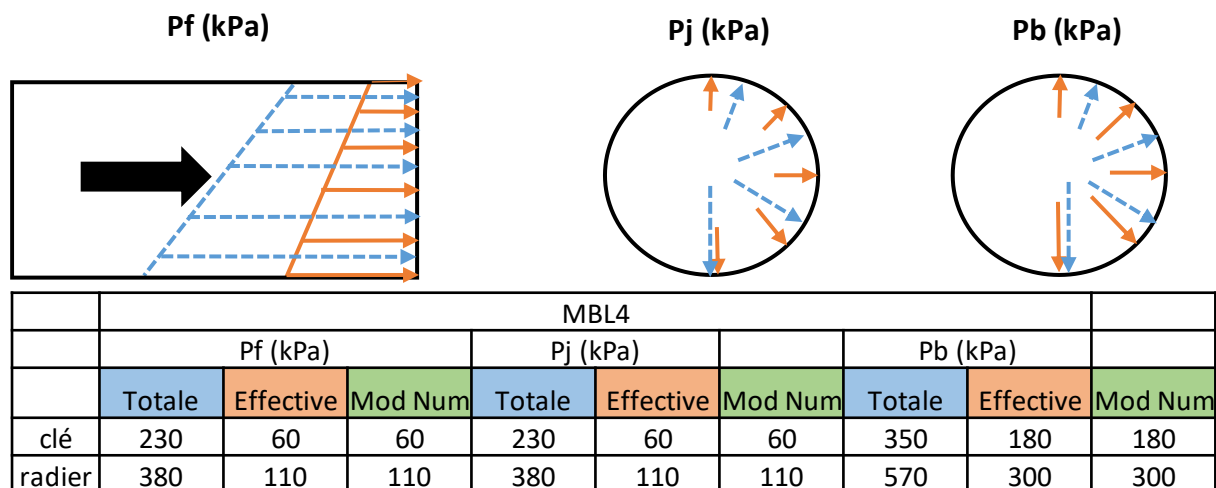 Pf (kPa) Pj (kPa) Pb (kPa)
MBL4
Pf (kPa) Pj (kPa) Pb (kPa)
Totale Effective Mod Num Totale Effective Mod Num Totale Effective Mod Num
clé 230 60 60 230 60 60 350 180 180
radier 380 110 110 380 110 110 570 300 300